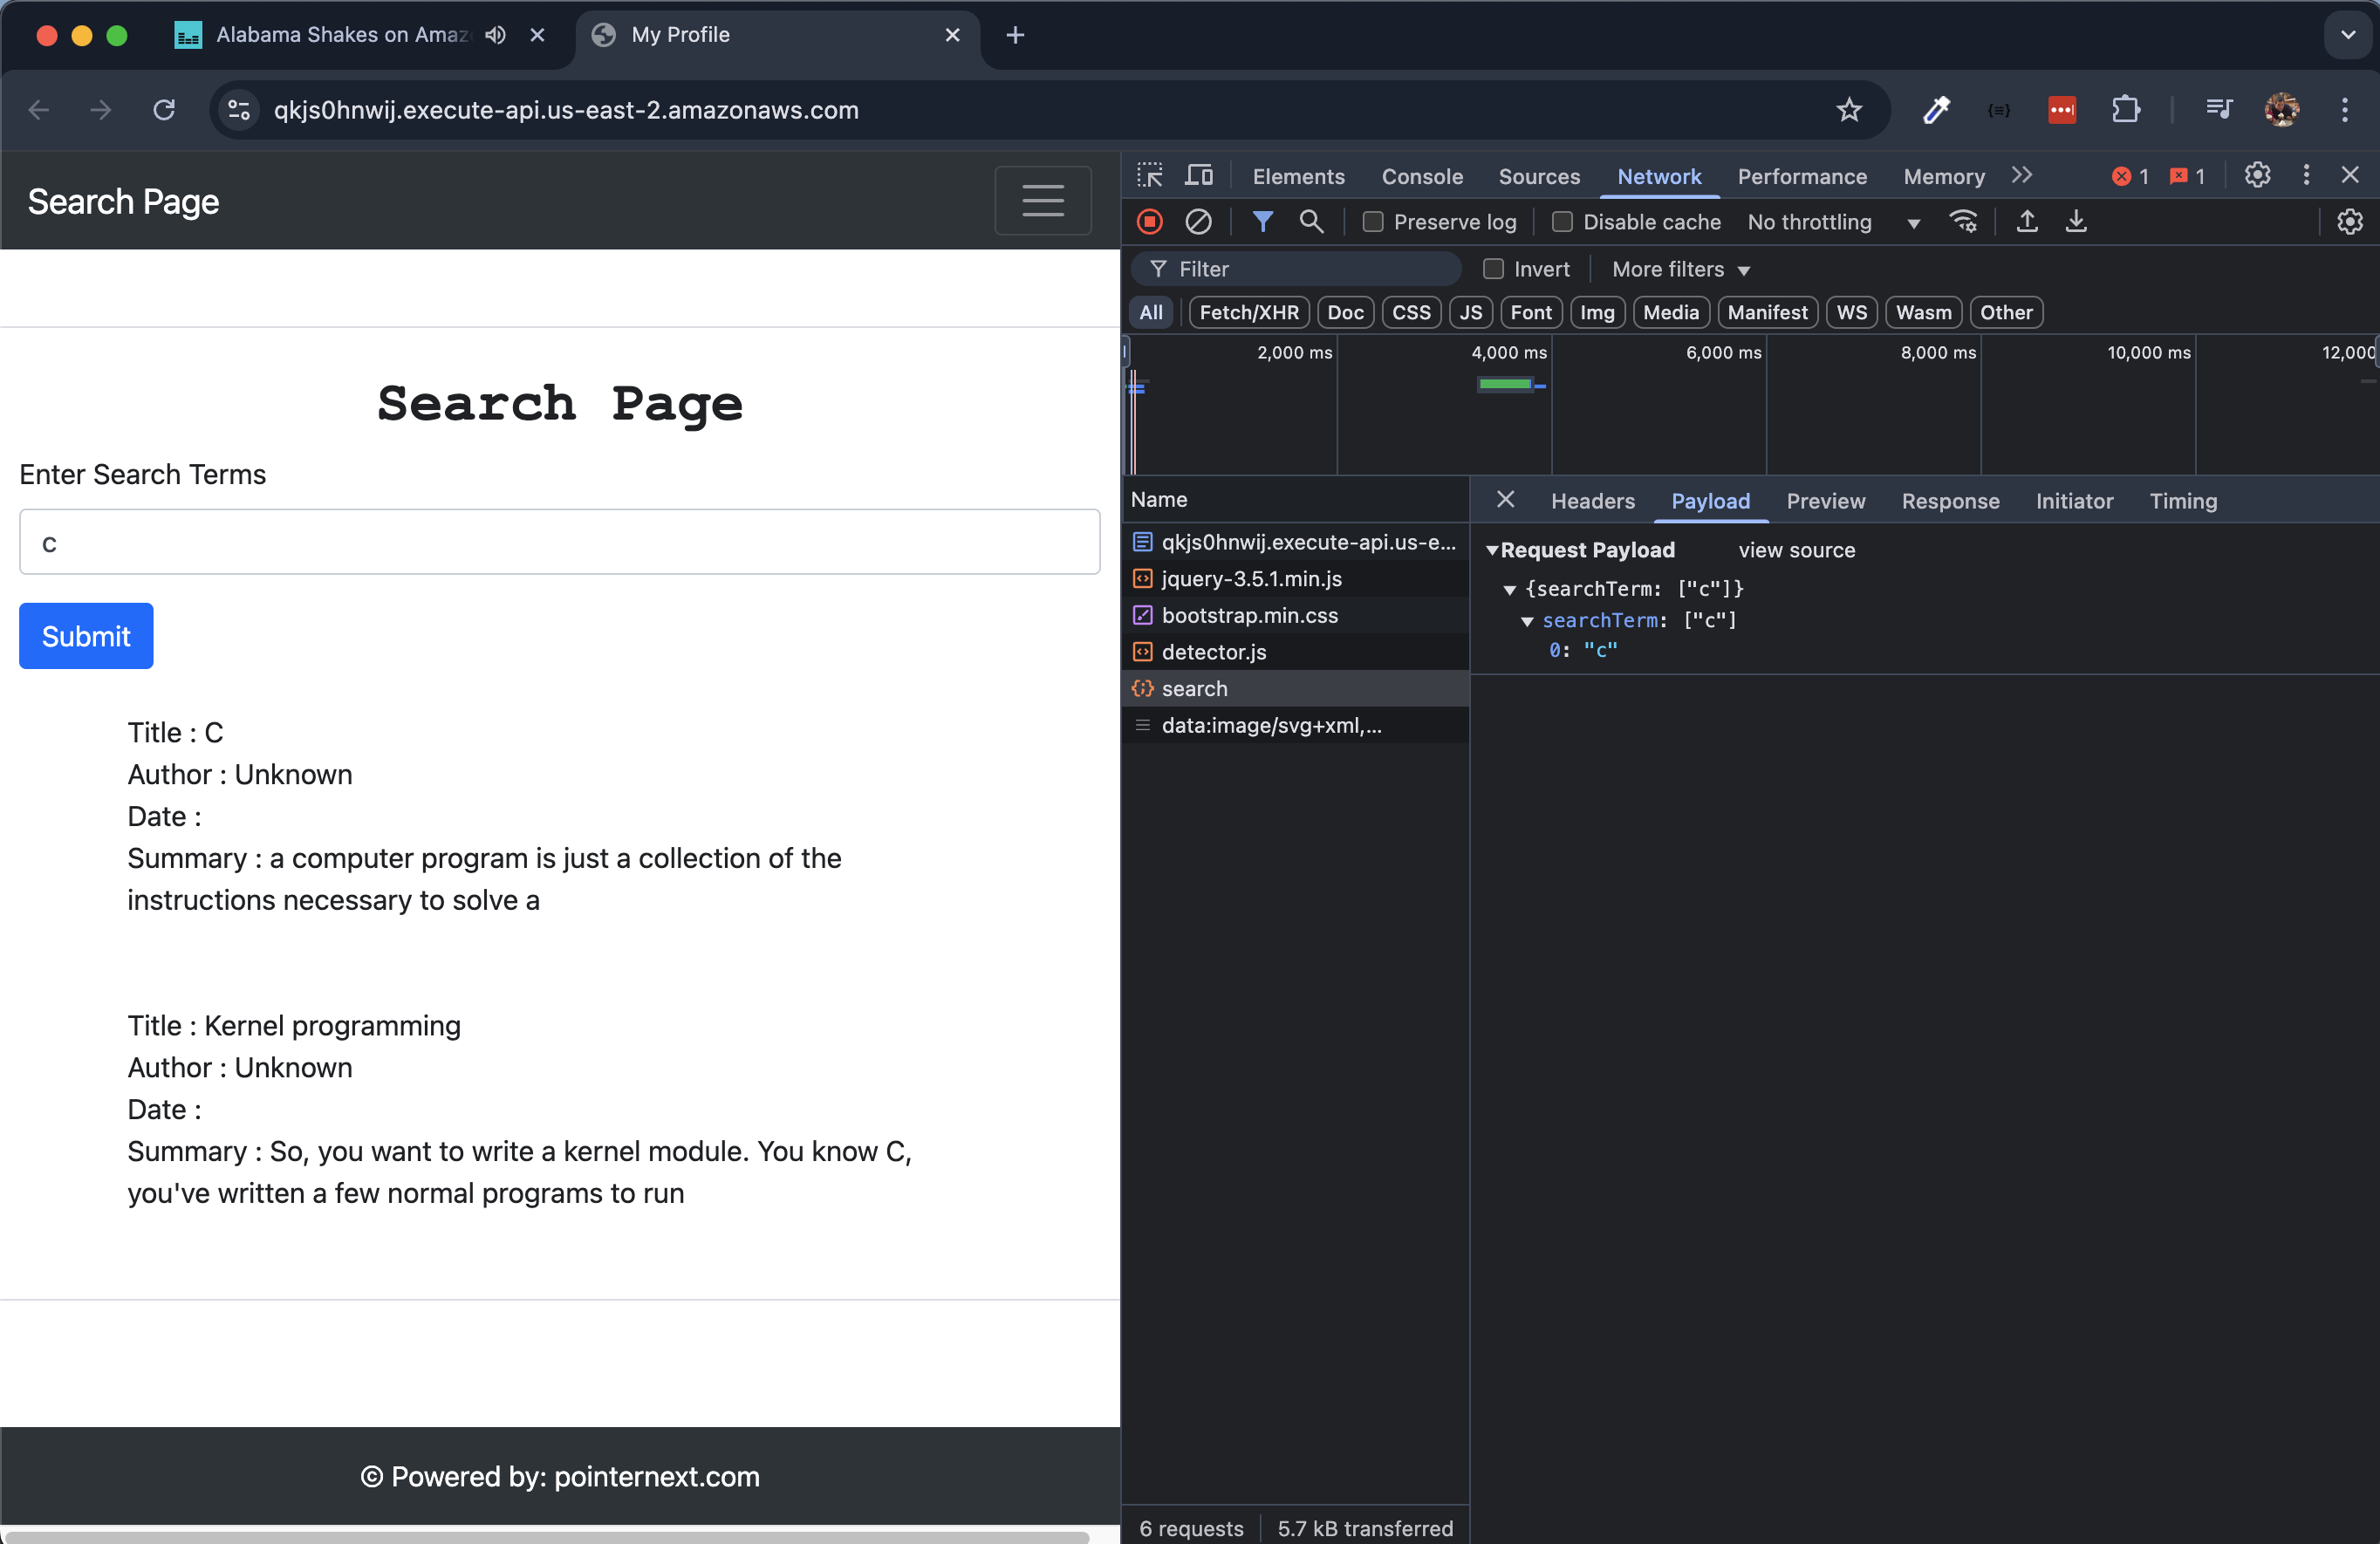 Alabama Shakes on Amaz
My Profile
qkjs0hnwij.execute-api.us-east-2.amazonaws.com
Search Page
Search Page
Enter Search Terms
c
Submit
Title : C
Author : Unknown
Date :
Summary : a computer program is just a collection of the
instructions necessary to solve a
Title : Kernel programming
Author : Unknown
Date :
Summary : So, you want to write a kernel module. You know C,
you've written a few normal programs to run
© Powered by: pointernext.com
Elements Console Sources Network Performance Memory 1 1
Preserve log Disable cache No throttling
Filter Invert More filters
All Fetch/XHR Doc CSS JS Font Img Media Manifest WS Wasm Other
2,000 ms 4,000 ms 6,000 ms 8,000 ms 10,000 ms 12,000
Name
qkjs0hnwij.execute-api.us-e...
jquery-3.5.1.min.js
bootstrap.min.css
detector.js
search
data:image/svg+xml,...
6 requests 5.7 kB transferred
Headers Payload Preview Response Initiator Timing
Request Payload view source
{searchTerm: ["c"]}
searchTerm: ["c"]
0: "c"